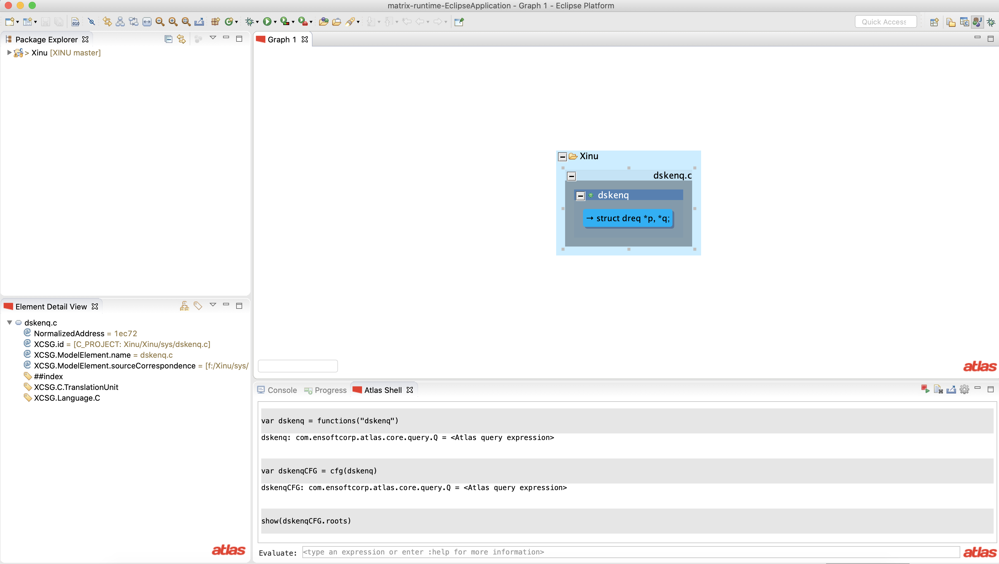 matrix-runtime-EclipseApplication - Graph 1 - Eclipse Platform
010
Quick Access
Package Explorer
> Xinu [XINU master]
Graph 1
Xinu
dskenq.c
dskenq
→ struct dreq *p, *q;
atlas
Element Detail View
dskenq.c
NormalizedAddress = 1ec72
XCSG.id = [C_PROJECT: Xinu/Xinu/sys/dskenq.c]
XCSG.ModelElement.name = dskenq.c
XCSG.ModelElement.sourceCorrespondence = [f:/Xinu/sys/
##index
XCSG.C.TranslationUnit
XCSG.Language.C
atlas
Console
Progress
Atlas Shell
var dskenq = functions("dskenq")
dskenq: com.ensoftcorp.atlas.core.query.Q = <Atlas query expression>
var dskenqCFG = cfg(dskenq)
dskenqCFG: com.ensoftcorp.atlas.core.query.Q = <Atlas query expression>
show(dskenqCFG.roots)
Evaluate: <type an expression or enter :help for more information>
atlas